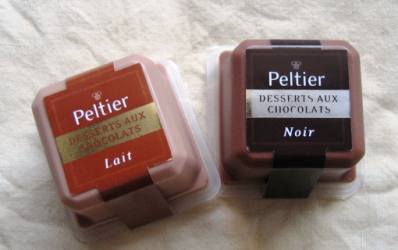 Peltier
DESSERTS AUX
CHOCOLATS
Lait
Peltier
DESSERTS AUX
CHOCOLATS
Noir